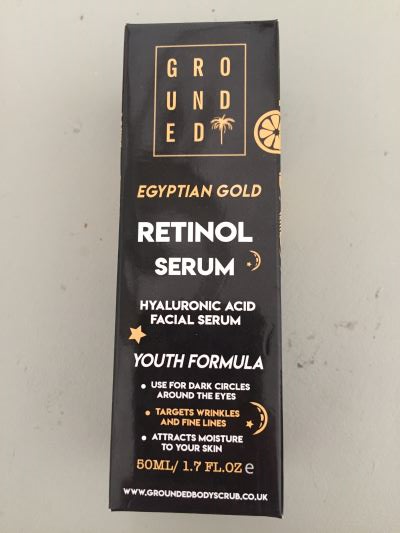 GRO
UND
ED
EGYPTIAN GOLD
RETINOL
SERUM
HYALURONIC ACID
FACIAL SERUM
YOUTH FORMULA
• USE FOR DARK CIRCLES
AROUND THE EYES
• TARGETS WRINKLES
AND FINE LINES
• ATTRACTS MOISTURE
TO YOUR SKIN
50ML/ 1.7 FL.OZ e
WWW.GROUNDEDBODYSCRUB.CO.UK